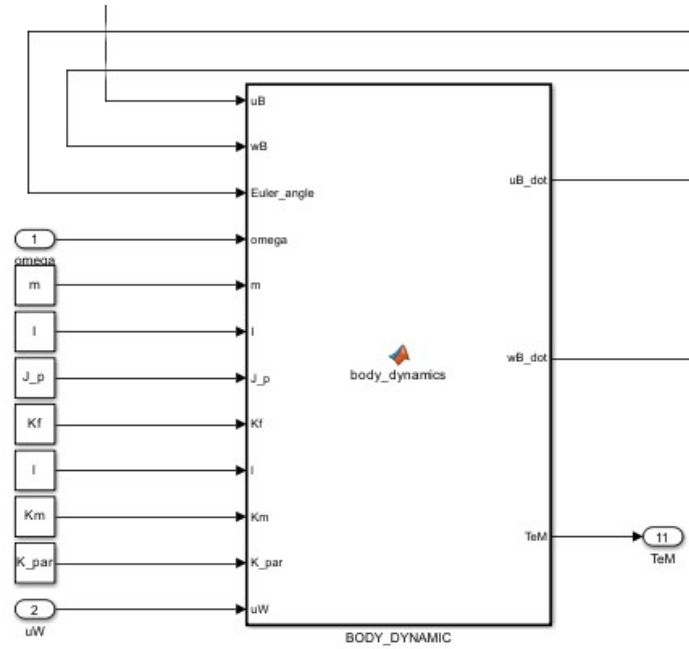 uB
wB
Euler_angle
uB_dot
1
omega
omega
m
m
I
I
J_p
J_p
wB_dot
body_dynamics
Kf
Kf
l
l
Km
Km
TeM
11
TeM
K_par
K_par
2
uW
uW
BODY_DYNAMIC